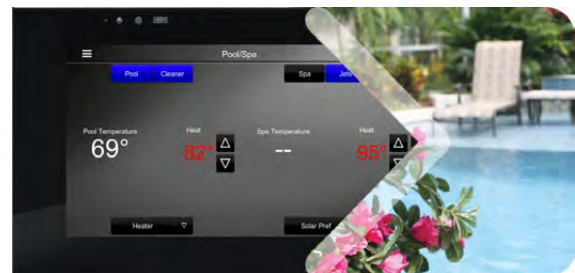 Pool/Spa
Pool Cleaner Spa Jets
Pool Temperature Heat Spa Temperature Heat
69° 82° -- 95°
Heater Solar Pref